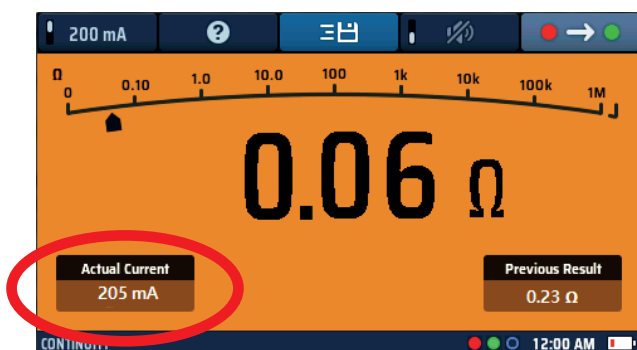 200 mA
Ω
0 0.10 1.0 10.0 100 1k 10k 100k 1M
0.06 Ω
Actual Current
205 mA
Previous Result
0.23 Ω
CONTINUITY
12:00 AM